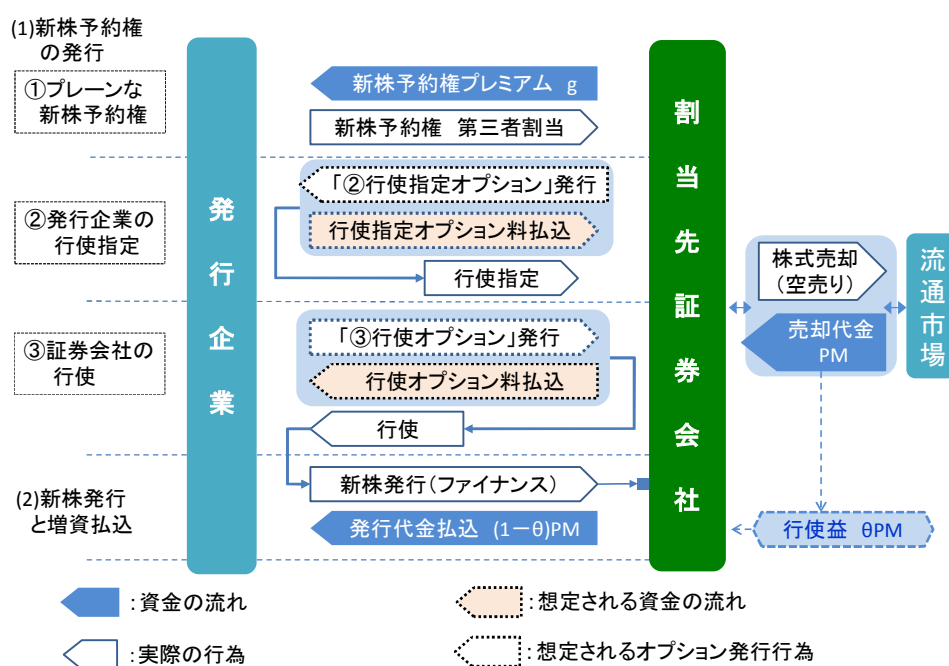 (1)新株予約権
の発行
①プレーンな
新株予約権
②発行企業の
行使指定
③証券会社の
行使
(2)新株発行
と増資払込
発行企業
新株予約権プレミアム g
新株予約権 第三者割当
「②行使指定オプション」発行
行使指定オプション料払込
行使指定
「③行使オプション」発行
行使オプション料払込
行使
新株発行(ファイナンス)
発行代金払込 (1-θ)PM
割当先証券会社
株式売却
(空売り)
売却代金
PM
流通市場
行使益 θPM
:資金の流れ
:想定される資金の流れ
:実際の行為
:想定されるオプション発行行為